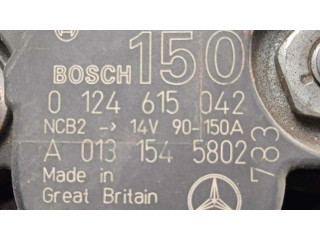 BOSCH 150
0 124 615 042
NCB2 → 14V 90-150A
A 013 154 5802
783
Made in
Great Britain